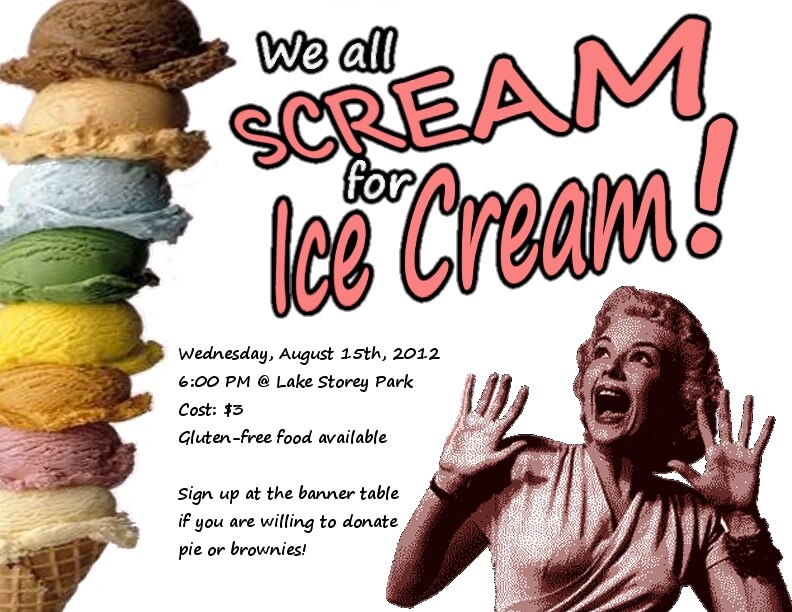 We all
SCREAM
for
Ice Cream!
Wednesday, August 15th, 2012
6:00 PM @ Lake Storey Park
Cost: $3
Gluten-free food available
Sign up at the banner table
if you are willing to donate
pie or brownies!